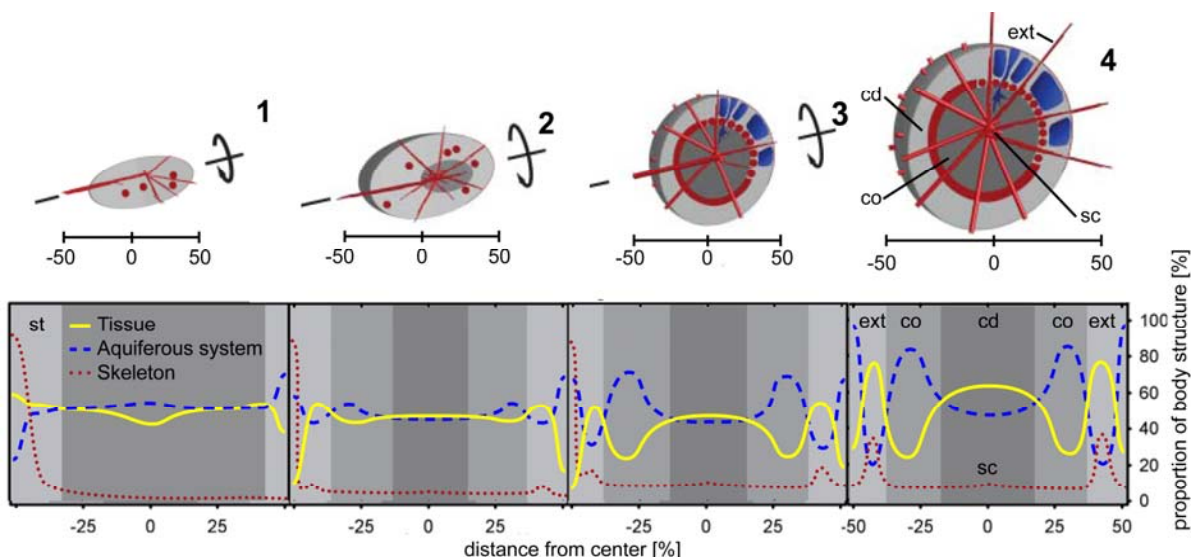 1
2
3
4
ext
cd
co
sc
-50 0 50
-50 0 50
-50 0 50
-50 0 50
st
Tissue
Aquiferous system
Skeleton
ext co cd co ext
sc
100
80
60
40
20
0
proportion of body structure [%]
-25 0 25
-25 0 25
-25 0 25
-50 -25 0 25 50
distance from center [%]